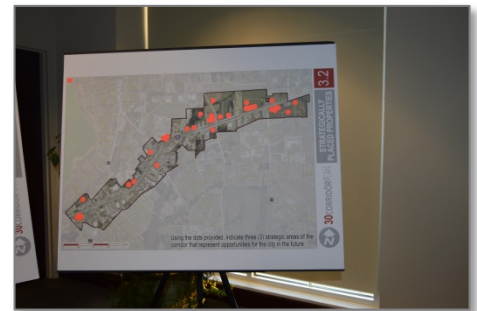 3.2
STRATEGICALLY
PLACED PROPERTIES
30CORRIDOR
Using the dots provided, indicate three (3) strategic areas of the
corridor that represent opportunities for the city in the future.